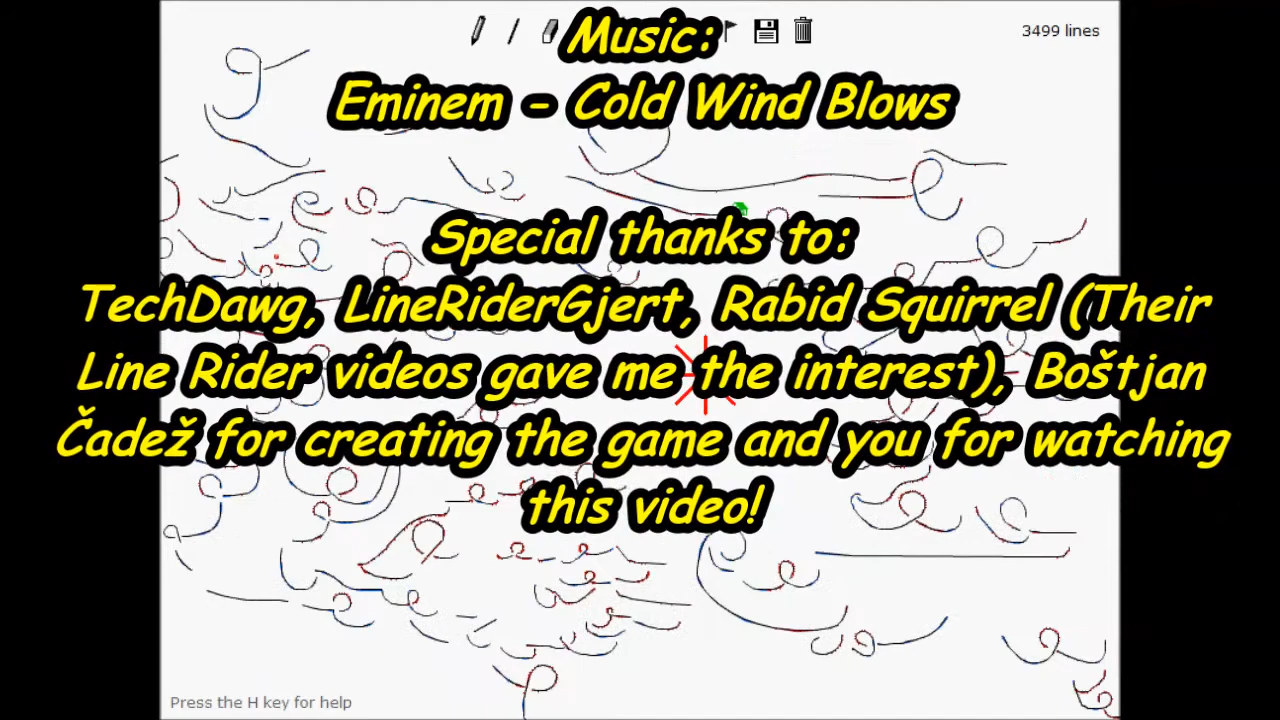 3499 lines
Music:
Eminem - Cold Wind Blows
Special thanks to:
TechDawg, LineRiderGjert, Rabid Squirrel (Their
Line Rider videos gave me the interest), Boštjan
Čadež for creating the game and you for watching
this video!
Press the H key for help